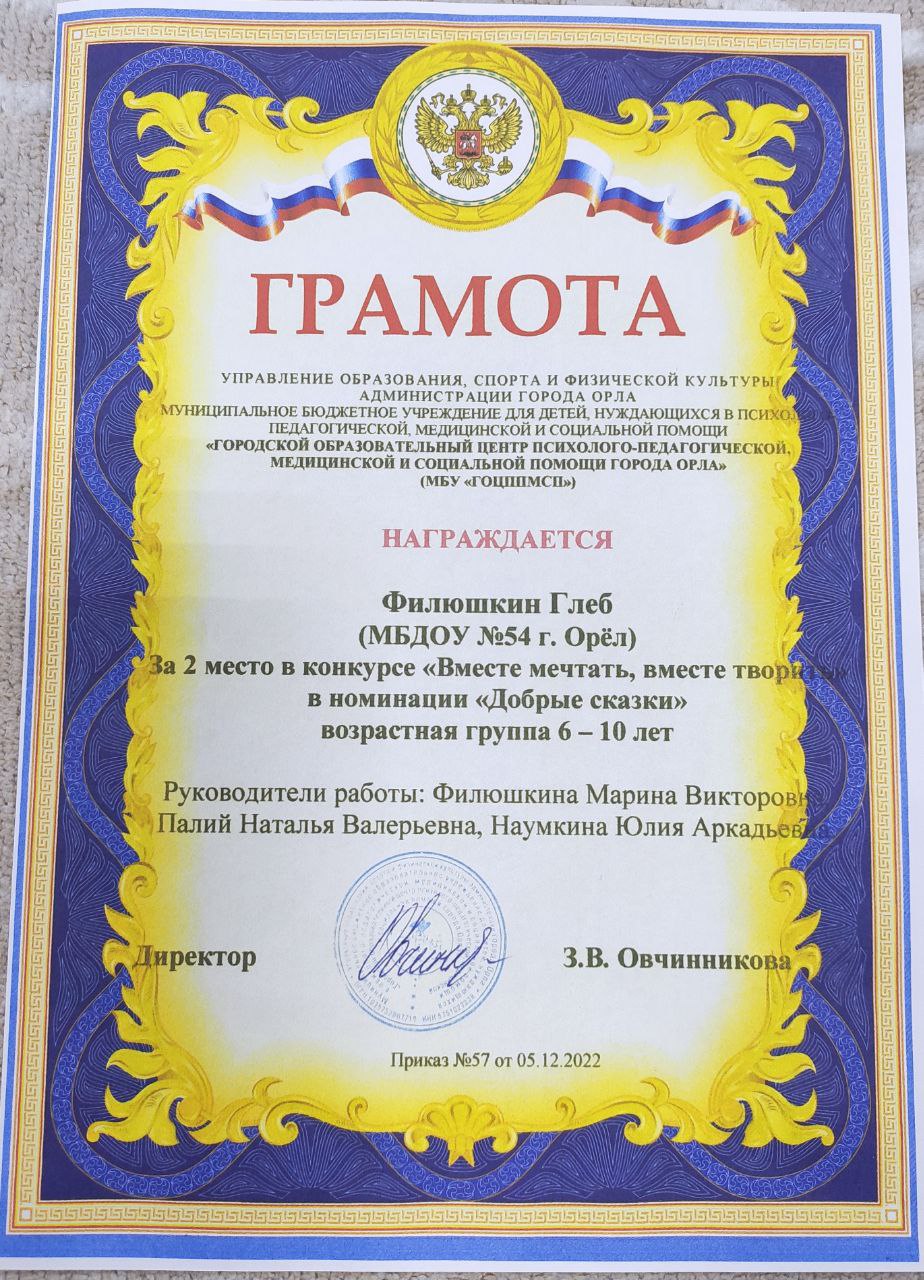 ГРАМОТА
УПРАВЛЕНИЕ ОБРАЗОВАНИЯ, СПОРТА И ФИЗИЧЕСКОЙ КУЛЬТУРЫ
АДМИНИСТРАЦИИ ГОРОДА ОРЛА
МУНИЦИПАЛЬНОЕ БЮДЖЕТНОЕ УЧРЕЖДЕНИЕ ДЛЯ ДЕТЕЙ, НУЖДАЮЩИХСЯ В ПСИХОЛОГО-
ПЕДАГОГИЧЕСКОЙ, МЕДИЦИНСКОЙ И СОЦИАЛЬНОЙ ПОМОЩИ
«ГОРОДСКОЙ ОБРАЗОВАТЕЛЬНЫЙ ЦЕНТР ПСИХОЛОГО-ПЕДАГОГИЧЕСКОЙ,
МЕДИЦИНСКОЙ И СОЦИАЛЬНОЙ ПОМОЩИ ГОРОДА ОРЛА»
(МБУ «ГОЦППМСП»)
НАГРАЖДАЕТСЯ
Филюшкин Глеб
(МБДОУ №54 г. Орёл)
За 2 место в конкурсе «Вместе мечтать, вместе творить»
в номинации «Добрые сказки»
возрастная группа 6 – 10 лет
Руководители работы: Филюшкина Марина Викторовна
Палий Наталья Валерьевна, Наумкина Юлия Аркадьевна
Директор З.В. Овчинникова
Приказ №57 от 05.12.2022